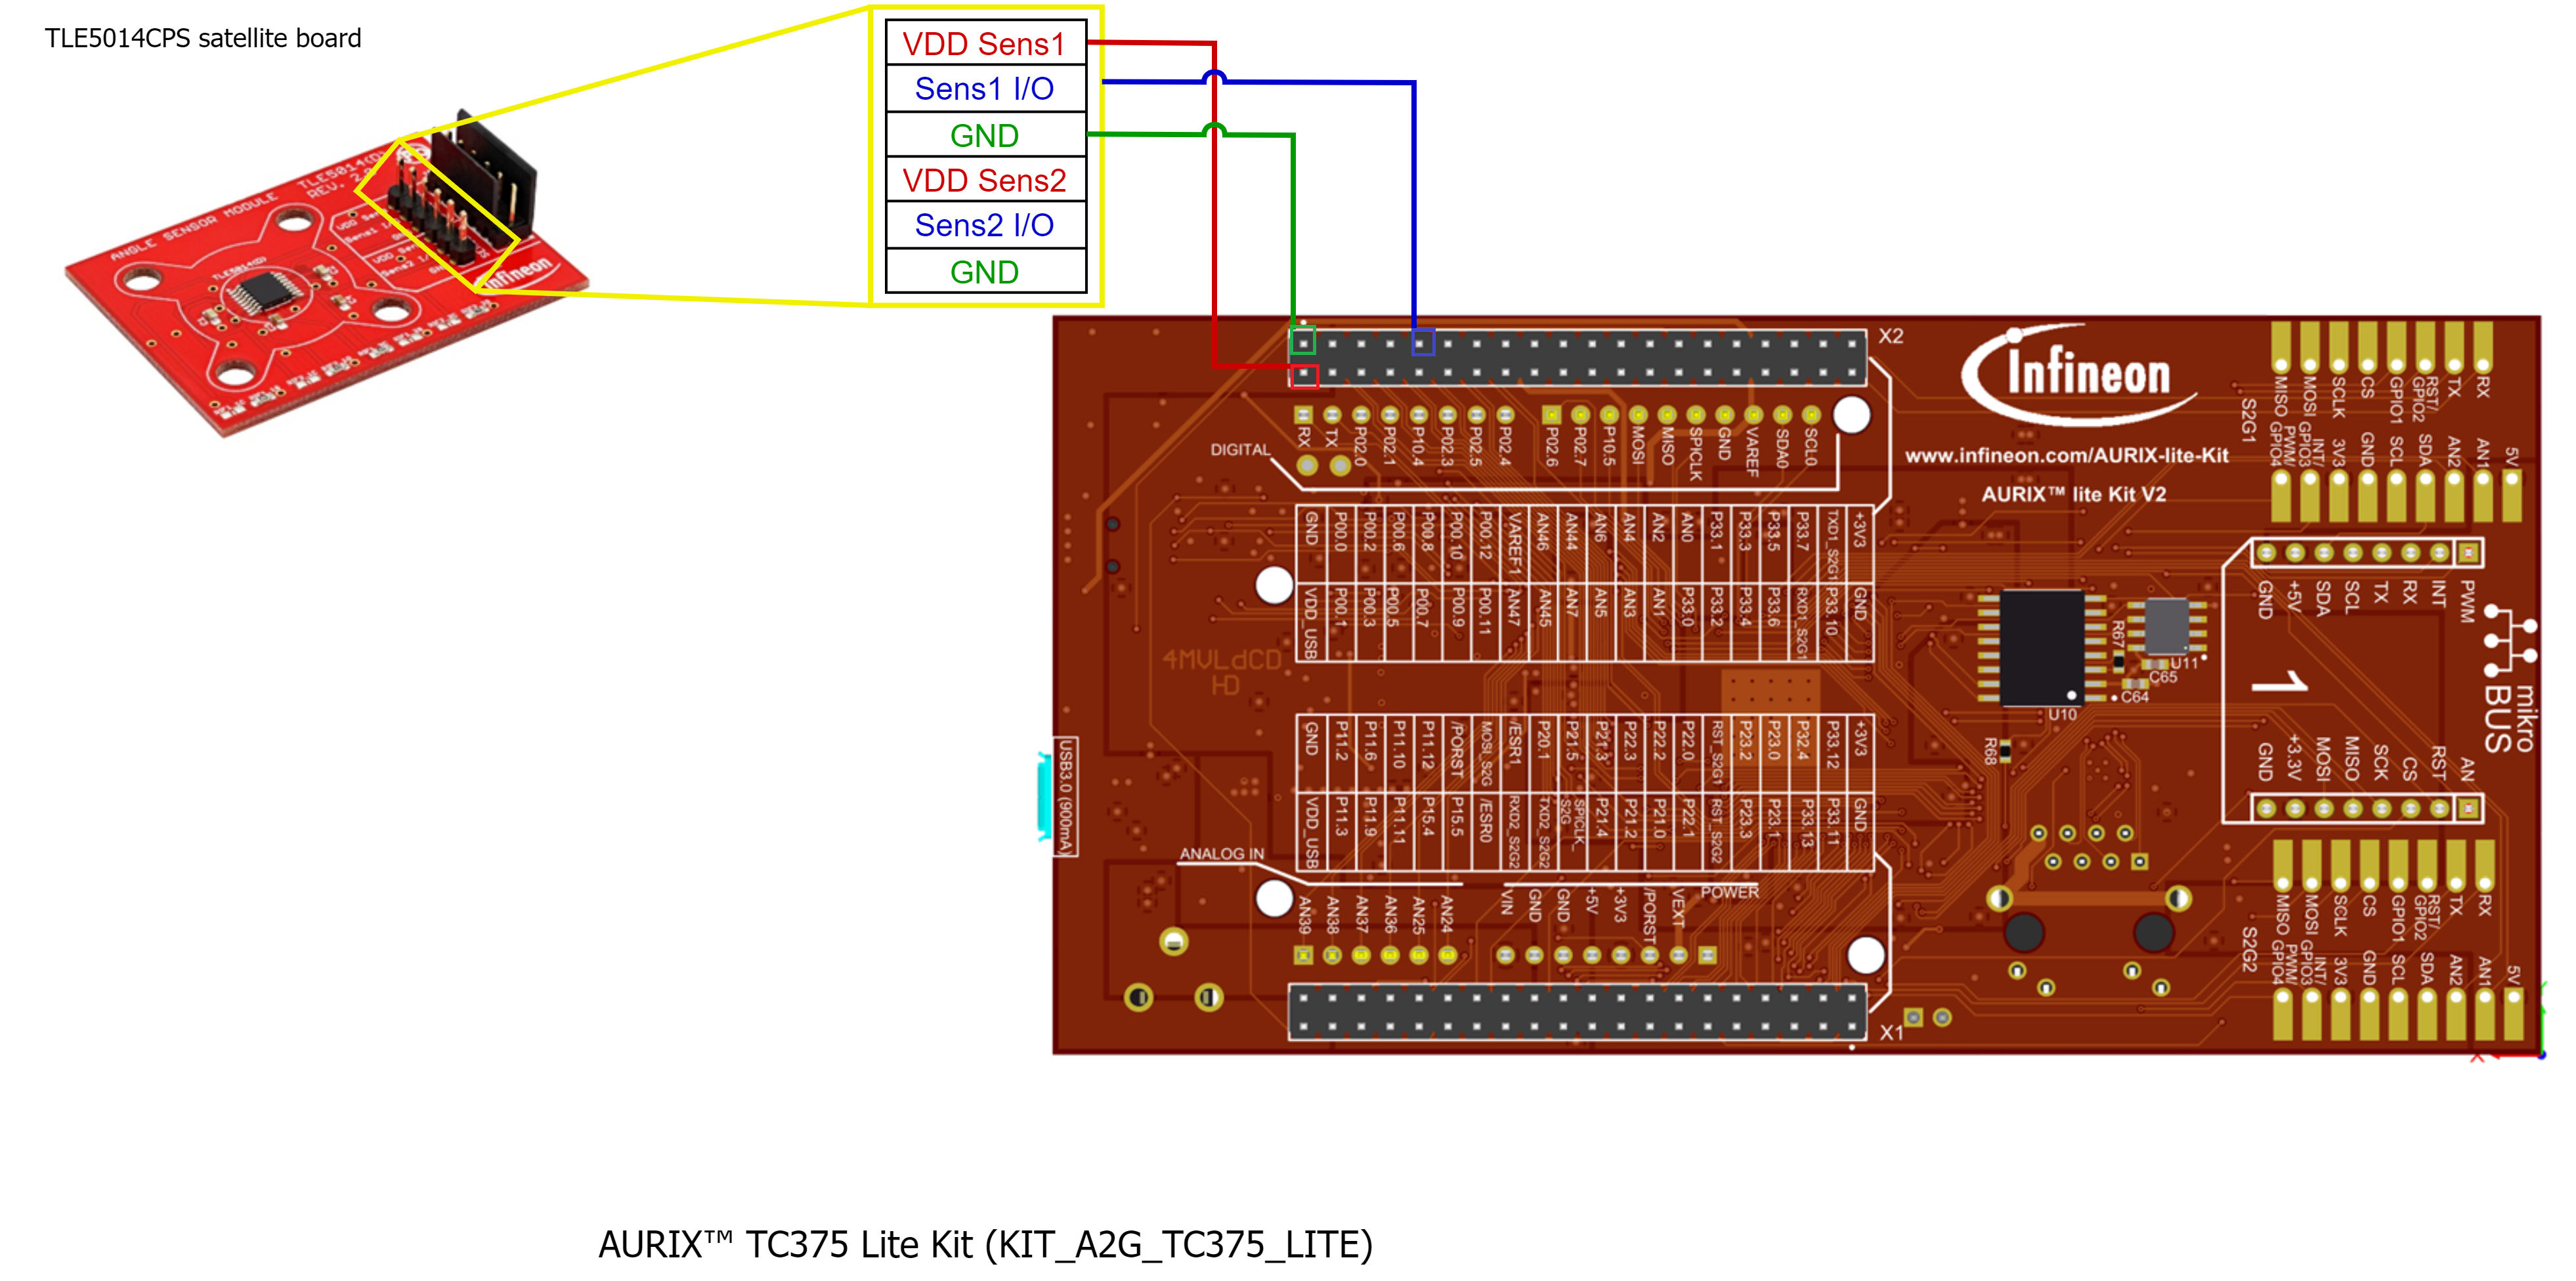 TLE5014CPS satellite board
ANGLE SENSOR MODULE
TLE5014(D)
VDD Sens1
Sens1 I/O
GND
VDD Sens2
Sens2 I/O
GND
infineon
X2
Infineon
www.infineon.com/AURIX-lite-Kit
AURIX™ lite Kit V2
MISO MOSI SCLK CS GPIO1 RST/GPIO2 TX RX
S2G1
GPIO4 PWM/GPIO3 INT/ 3V3 GND SCL SDA AN2 AN1 5V
RX TX P02.0 P02.1 P10.4 P02.3 P02.5 P02.4 P02.6 P02.7 P10.5 MOSI MISO SPICLK GND VAREF SDA0 SCL0
DIGITAL
GND P00.0 P00.2 P00.6 P00.8 P00.10 P00.12 VAREF1 AN46 AN44 AN6 AN4 AN2 AN0 P33.1 P33.3 P33.5 P33.7 TXD1_S2G1 +3V3
VDD_USB P00.1 P00.3 P00.5 P00.7 P00.9 P00.11 AN47 AN45 AN7 AN5 AN3 AN1 P33.0 P33.2 P33.4 P33.6 RXD1_S2G1 P33.10 GND
4MVLdCD
HD
GND +5V SDA SCL TX RX INT PWM
R67
U11
C65
C64
U10
R68
1
mikro
BUS
GND +3.3V MOSI MISO SCK CS RST AN
GND P11.2 P11.6 P11.10 P11.12 /PORST MOSI_S2G /ESR1 P20.1 P21.5 P21.3 P22.3 P22.2 P22.0 RST_S2G1 P23.2 P23.0 P32.4 P33.12 +3V3
VDD_USB P11.3 P11.9 P11.11 P15.4 P15.5 /ESR0 RXD2_S2G2 TXD2_S2G2 SPICLK_S2G P21.4 P21.2 P21.0 P22.1 RST_S2G2 P23.3 P23.1 P33.13 P33.11 GND
USB3.0 (900mA)
ANALOG IN
POWER
AN39 AN38 AN37 AN36 AN25 AN24 VIN GND GND +5V +3V3 /PORST VEXT
MISO MOSI SCLK CS GPIO1 RST/GPIO2 TX RX
S2G2
GPIO4 PWM/GPIO3 INT/ 3V3 GND SCL SDA AN2 AN1 5V
X1
X
AURIX™ TC375 Lite Kit (KIT_A2G_TC375_LITE)